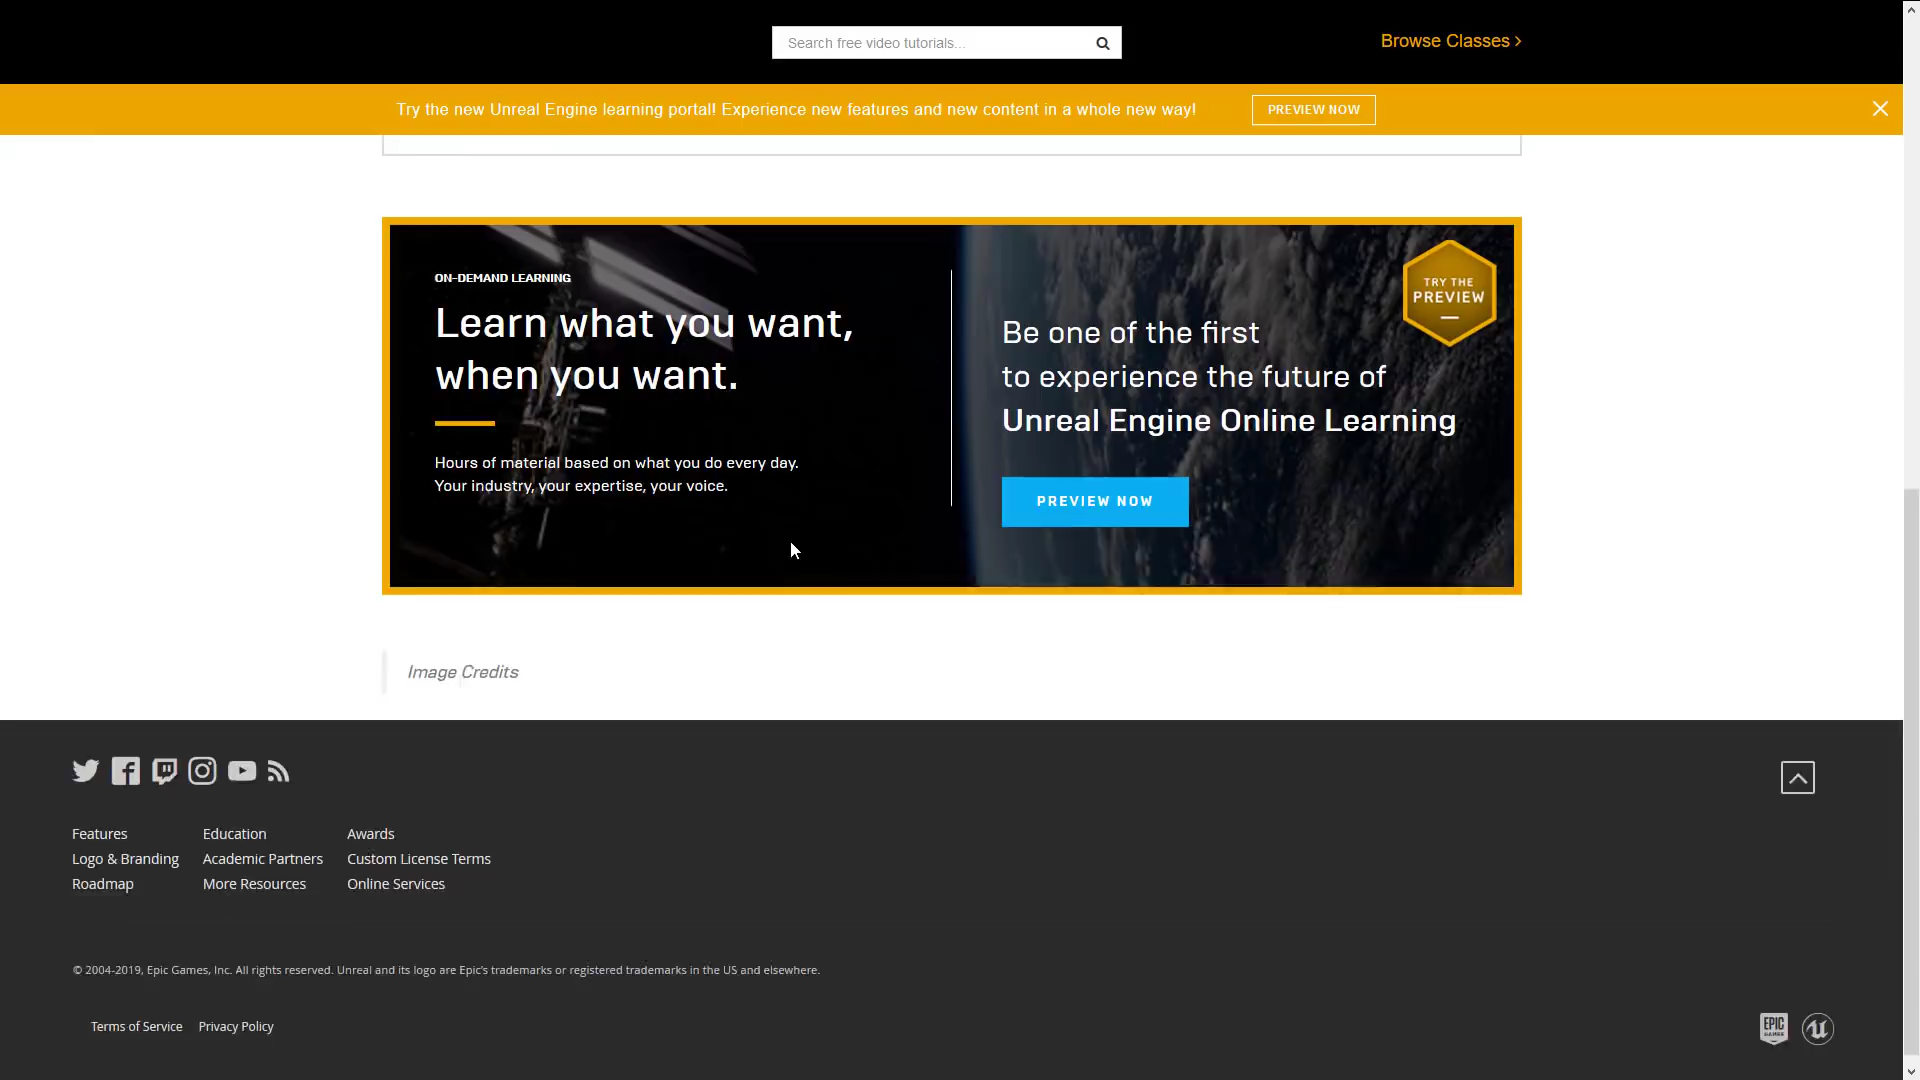 Search free video tutorials...
Browse Classes >
Try the new Unreal Engine learning portal! Experience new features and new content in a whole new way!
PREVIEW NOW
ON-DEMAND LEARNING
Learn what you want,
when you want.
Hours of material based on what you do every day.
Your industry, your expertise, your voice.
TRY THE
PREVIEW
Be one of the first
to experience the future of
Unreal Engine Online Learning
PREVIEW NOW
Image Credits
Features
Education
Awards
Logo & Branding
Academic Partners
Custom License Terms
Roadmap
More Resources
Online Services
© 2004-2019, Epic Games, Inc. All rights reserved. Unreal and its logo are Epic's trademarks or registered trademarks in the US and elsewhere.
Terms of Service
Privacy Policy
EPIC
GAMES